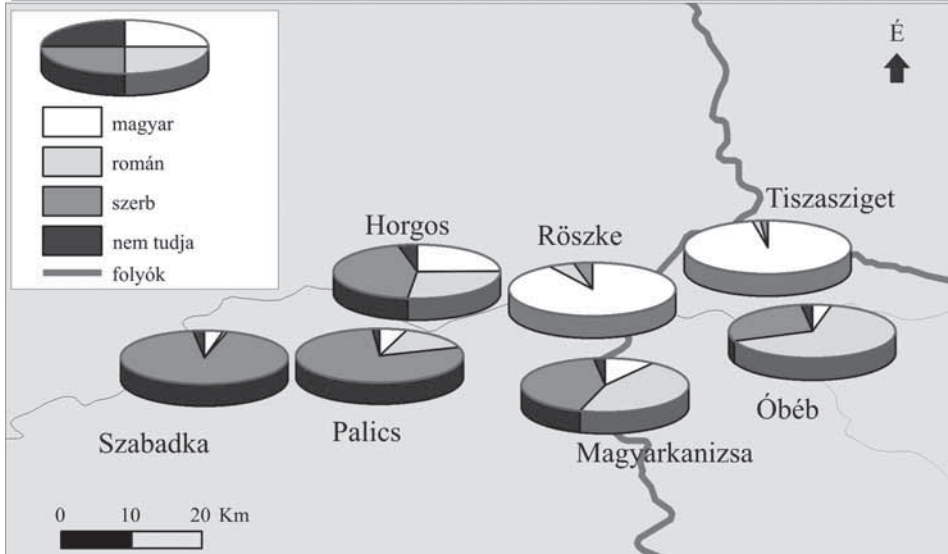 magyar
román
szerb
nem tudja
folyók
É
Tiszasziget
Horgos
Röszke
Szabadka
Palics
Magyarkanizsa
Óbéb
0 10 20 Km